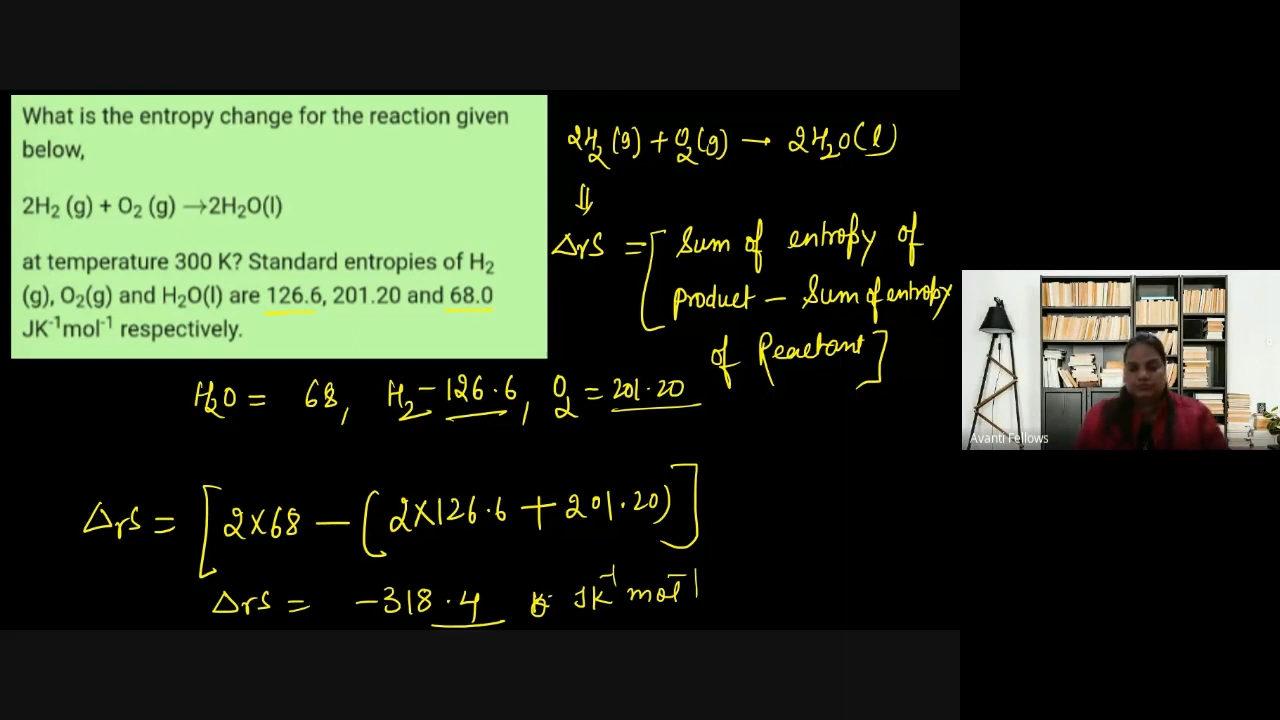 What is the entropy change for the reaction given
below,
2H₂ (g) + O₂ (g) →2H₂O(l)
at temperature 300 K? Standard entropies of H₂
(g), O₂(g) and H₂O(l) are 126.6, 201.20 and 68.0
JK⁻¹mol⁻¹ respectively.
2H₂(g) + O₂(g) → 2H₂O(l)
⇓
ΔrS = [ Sum of entropy of
product – Sum of entropy
of Reactant ]
H₂O = 68, H₂ – 126.6, O₂ = 201.20
ΔrS = [2×68 – (2×126.6 + 201.20)]
ΔrS = -318.4 JK⁻¹ mol⁻¹
Avanti Fellows